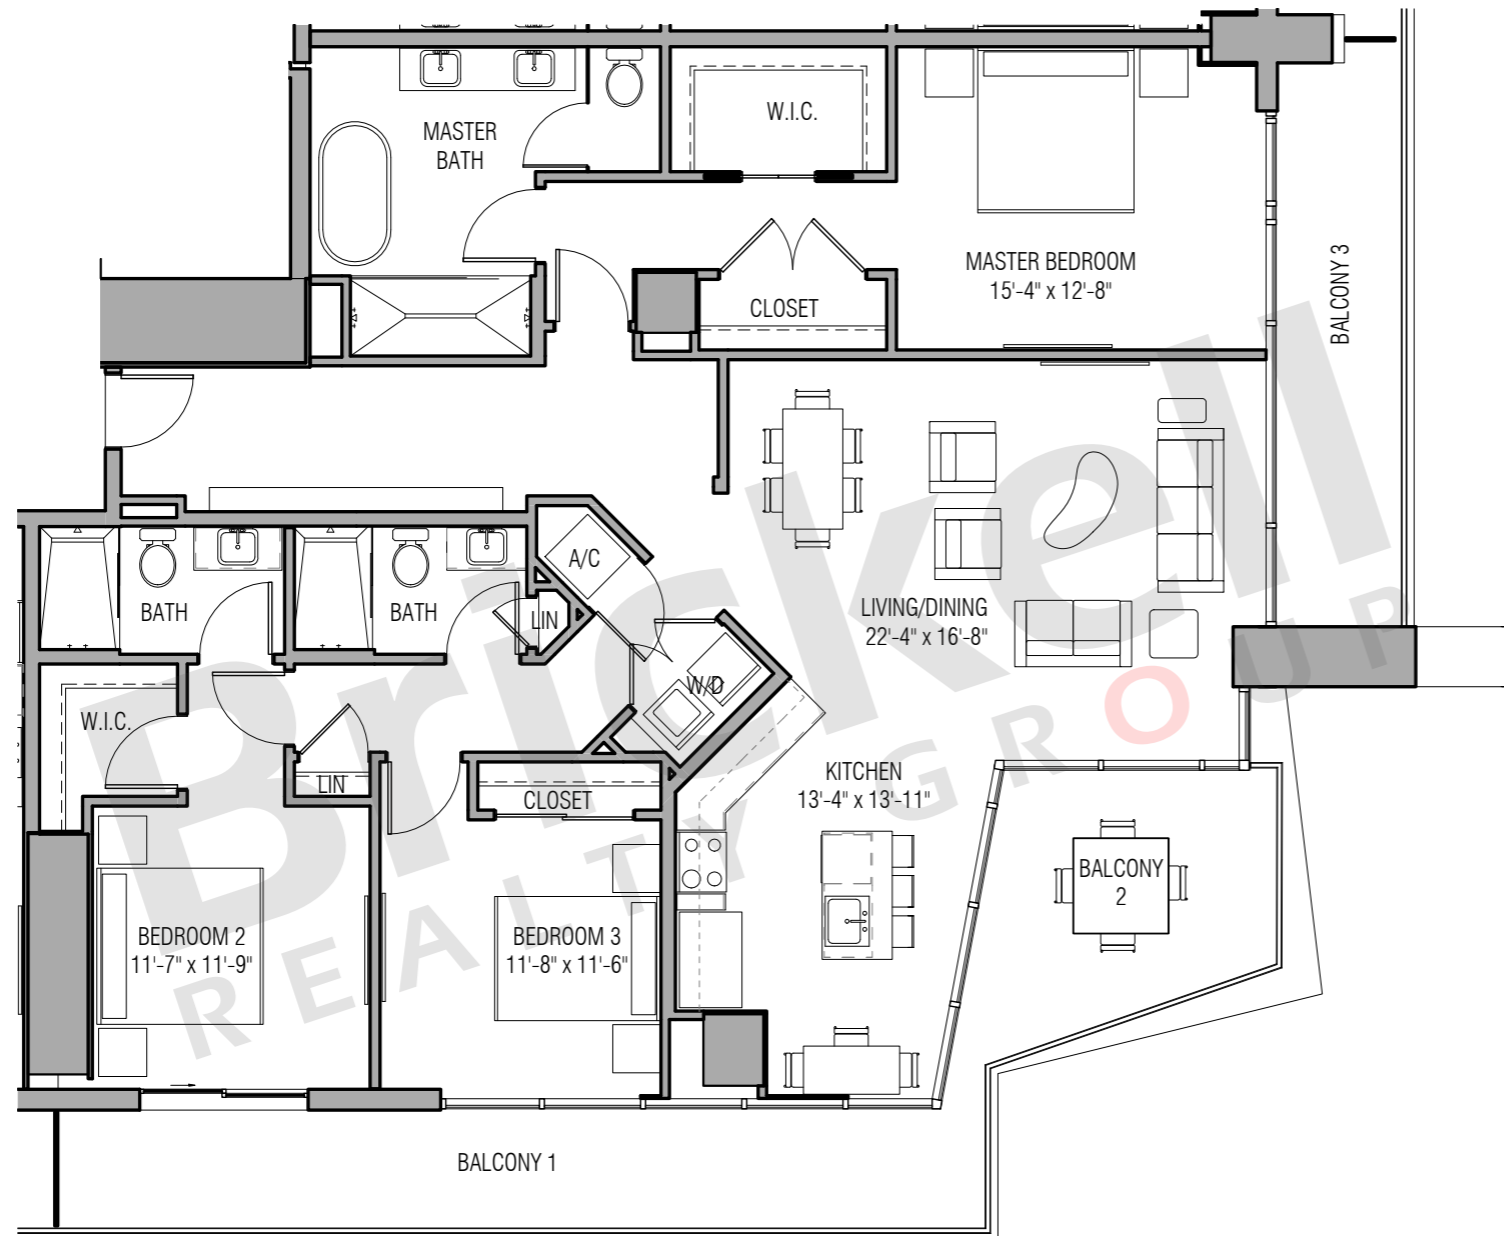 MASTER
BATH
W.I.C.
MASTER BEDROOM
15'-4" x 12'-8"
BALCONY 3
CLOSET
A/C
BATH
BATH
LIN
LIVING/DINING
22'-4" x 16'-8"
W/D
W.I.C.
LIN
CLOSET
KITCHEN
13'-4" x 13'-11"
BALCONY
2
BEDROOM 2
11'-7" x 11'-9"
BEDROOM 3
11'-8" x 11'-6"
BALCONY 1
Brickell
REALTY GROUP